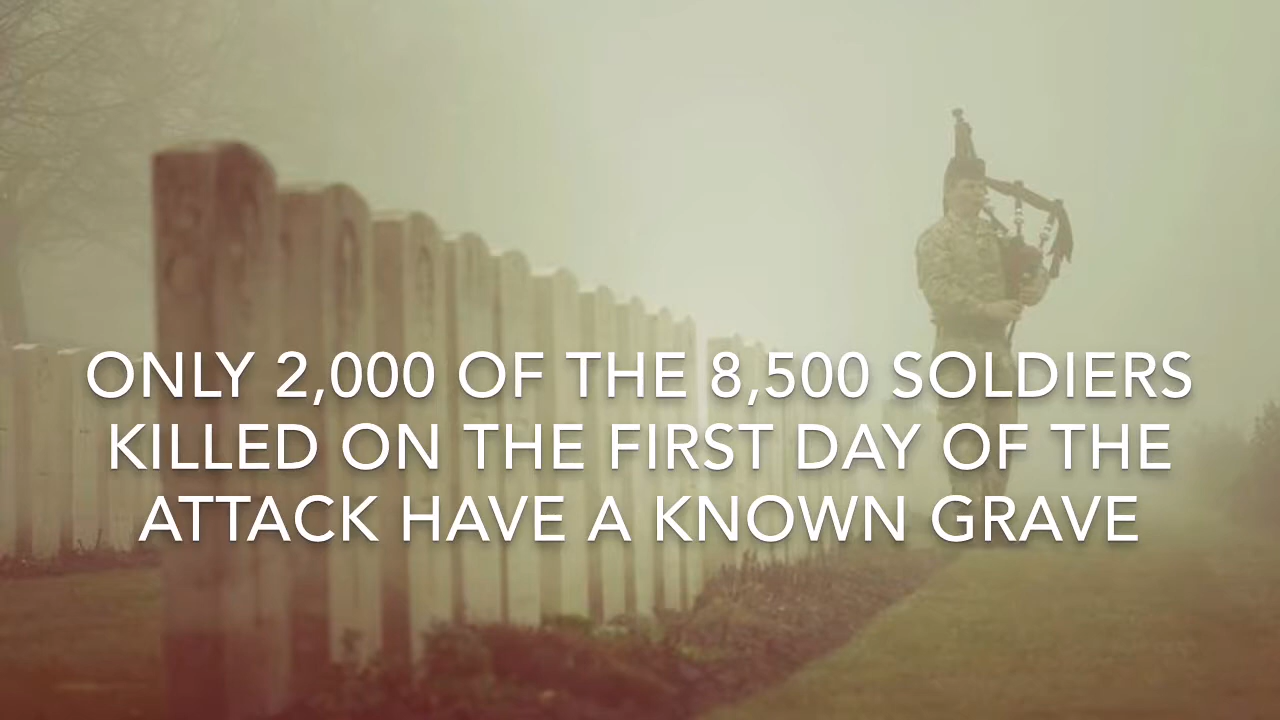 ONLY 2,000 OF THE 8,500 SOLDIERS
KILLED ON THE FIRST DAY OF THE
ATTACK HAVE A KNOWN GRAVE